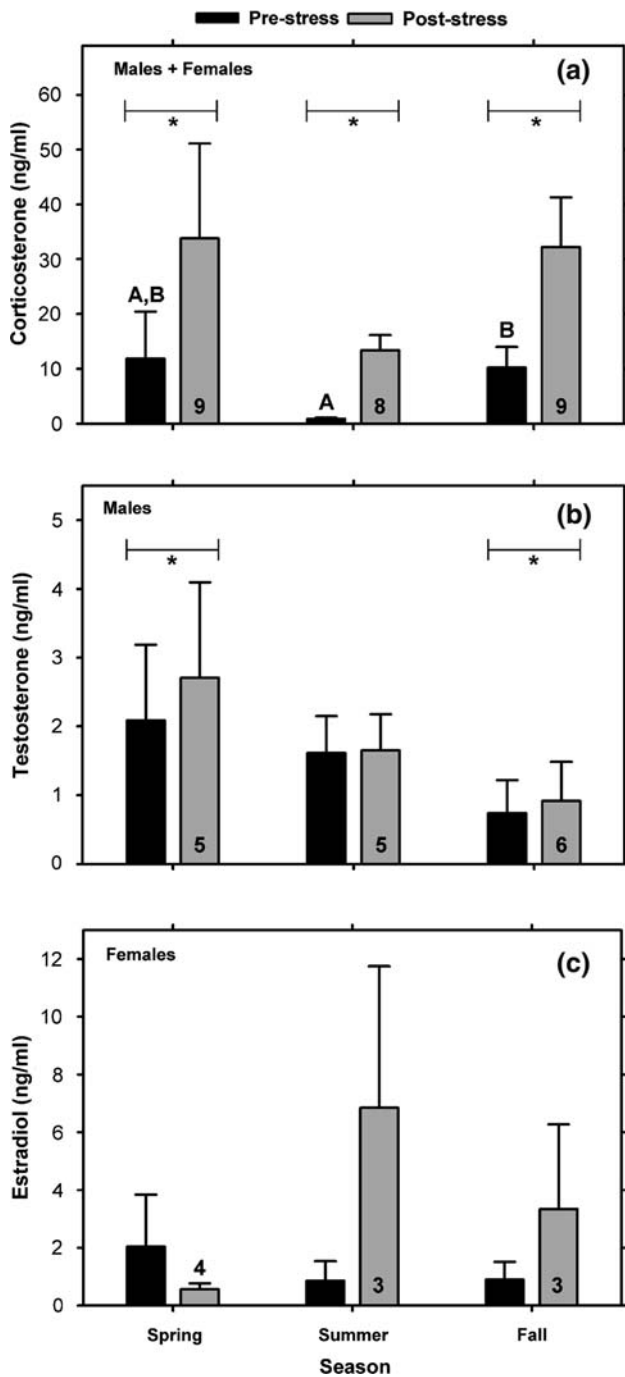 Pre-stress Post-stress
Males + Females (a)
60
50
40
30
20
10
0
Corticosterone (ng/ml)
* * *
A,B A B
9 8 9
Males (b)
5
4
3
2
1
0
Testosterone (ng/ml)
* *
5 5 6
Females (c)
12
10
8
6
4
2
0
Estradiol (ng/ml)
4 3 3
Spring Summer Fall
Season